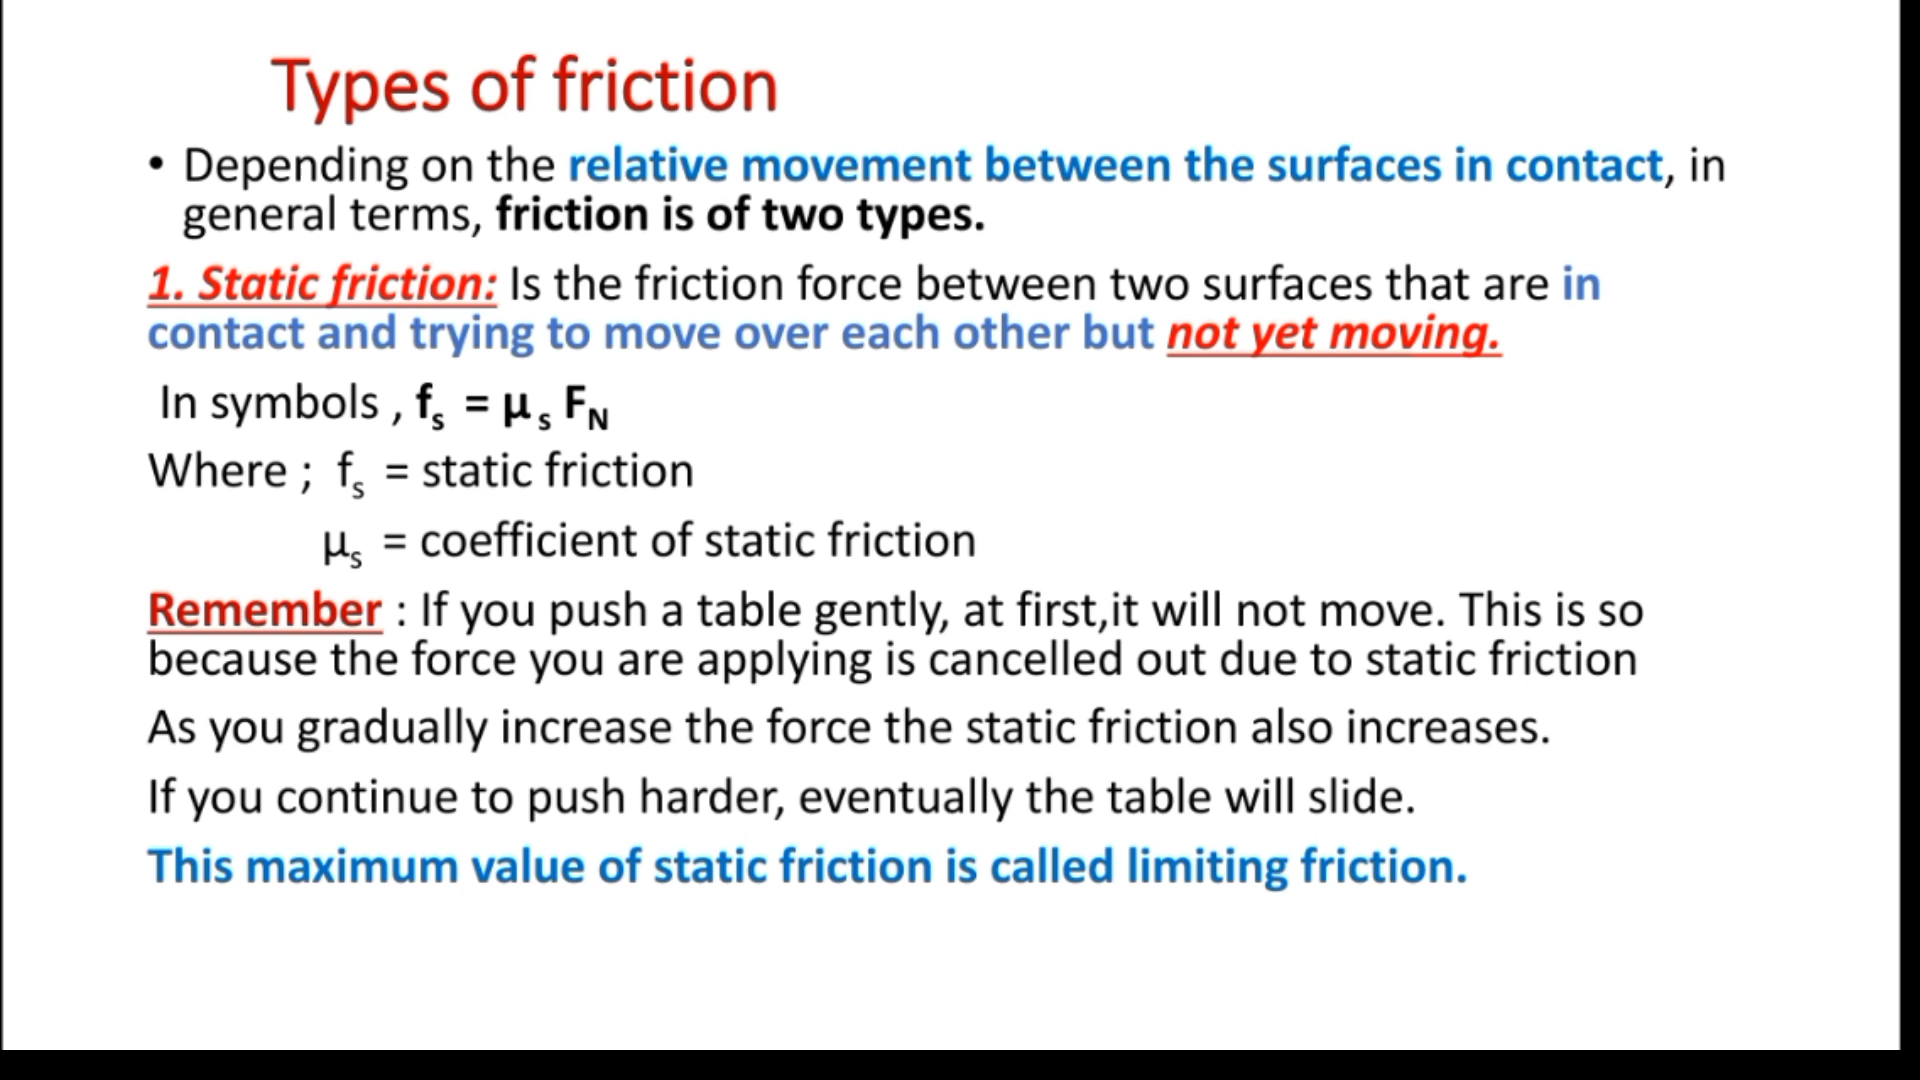 Types of friction
• Depending on the relative movement between the surfaces in contact, in
general terms, friction is of two types.
1. Static friction: Is the friction force between two surfaces that are in
contact and trying to move over each other but not yet moving.
In symbols , fₛ = μ ₛ F_N
Where ; fₛ = static friction
μₛ = coefficient of static friction
Remember : If you push a table gently, at first,it will not move. This is so
because the force you are applying is cancelled out due to static friction
As you gradually increase the force the static friction also increases.
If you continue to push harder, eventually the table will slide.
This maximum value of static friction is called limiting friction.